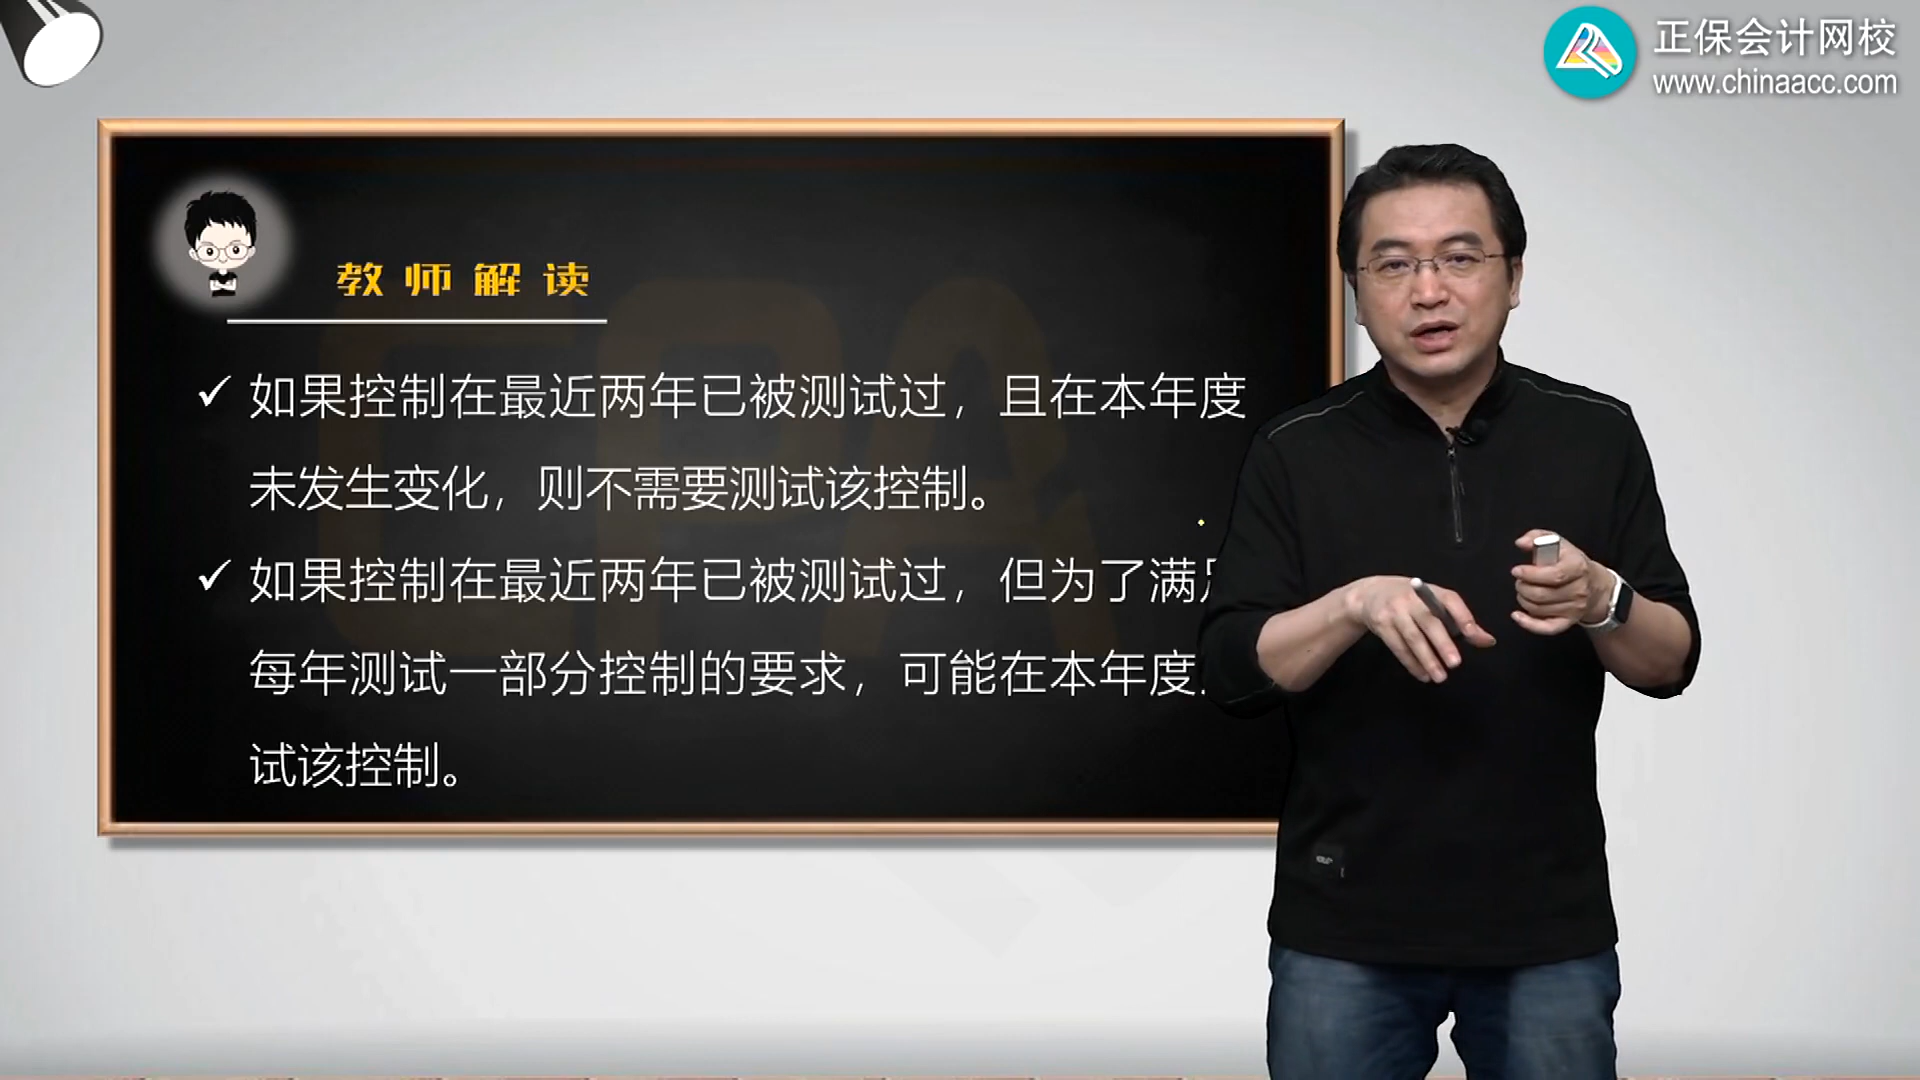 正保会计网校
www.chinaacc.com
教师解读
✓ 如果控制在最近两年已被测试过，且在本年度
未发生变化，则不需要测试该控制。
✓ 如果控制在最近两年已被测试过，但为了满
每年测试一部分控制的要求，可能在本年度
试该控制。
CPA